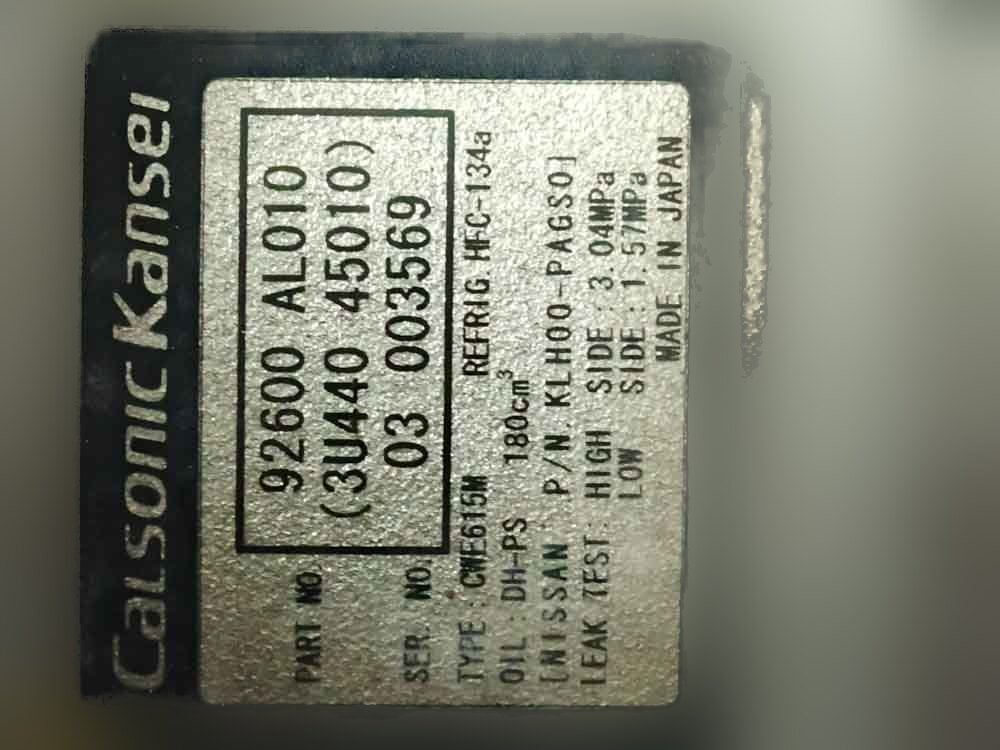 Calsonic Kansei
PART NO. 92600 AL010
(3U440 45010)
SER. NO. 03 003569
TYPE : CWE615M REFRIG. HFC-134a
OIL : DH-PS 180cm³
[NISSAN : P/N. KLH00-PAGS0]
LEAK TEST: HIGH SIDE : 3.04MPa
LOW SIDE : 1.57MPa
MADE IN JAPAN